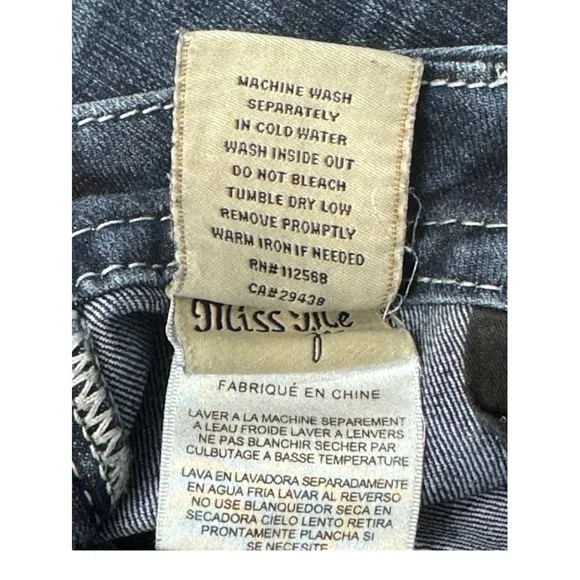 MACHINE WASH
SEPARATELY
IN COLD WATER
WASH INSIDE OUT
DO NOT BLEACH
TUMBLE DRY LOW
REMOVE PROMPTLY
WARM IRON IF NEEDED
RN#112568
CA#29438
Miss Me
FABRIQUÉ EN CHINE
LAVER A LA MACHINE SEPAREMENT
A LEAU FROIDE LAVER A LENVERS
NE PAS BLANCHIR SECHER PAR
CULBUTAGE A BASSE TEMPERATURE
LAVA EN LAVADORA SEPARADAMENTE
EN AGUA FRIA LAVAR AL REVERSO
NO USE BLANQUEDOR SECA EN
SECADORA CIELO LENTO RETIRA
PRONTAMENTE PLANCHA SI
SE NECESITE